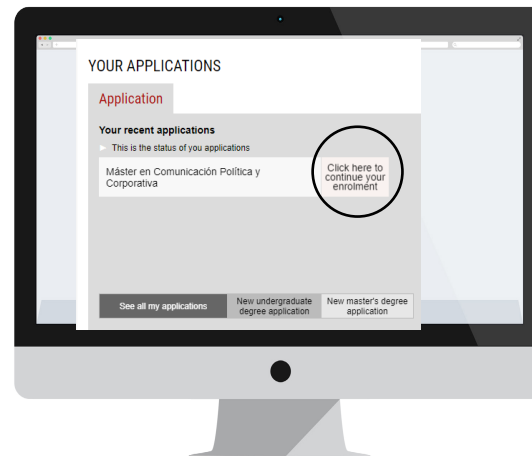 YOUR APPLICATIONS
Application
Your recent applications
This is the status of you applications
Máster en Comunicación Política y
Corporativa
Click here to
continue your
enrolment
See all my applications
New undergraduate
degree application
New master's degree
application